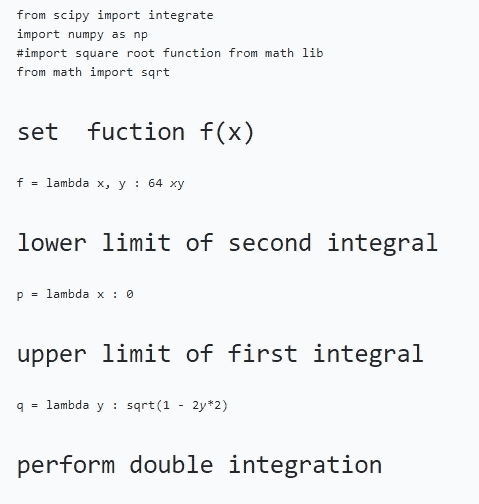 from scipy import integrate
import numpy as np
#import square root function from math lib
from math import sqrt
set  fuction f(x)
f = lambda x, y : 64 xy
lower limit of second integral
p = lambda x : 0
upper limit of first integral
q = lambda y : sqrt(1 - 2y*2)
perform double integration